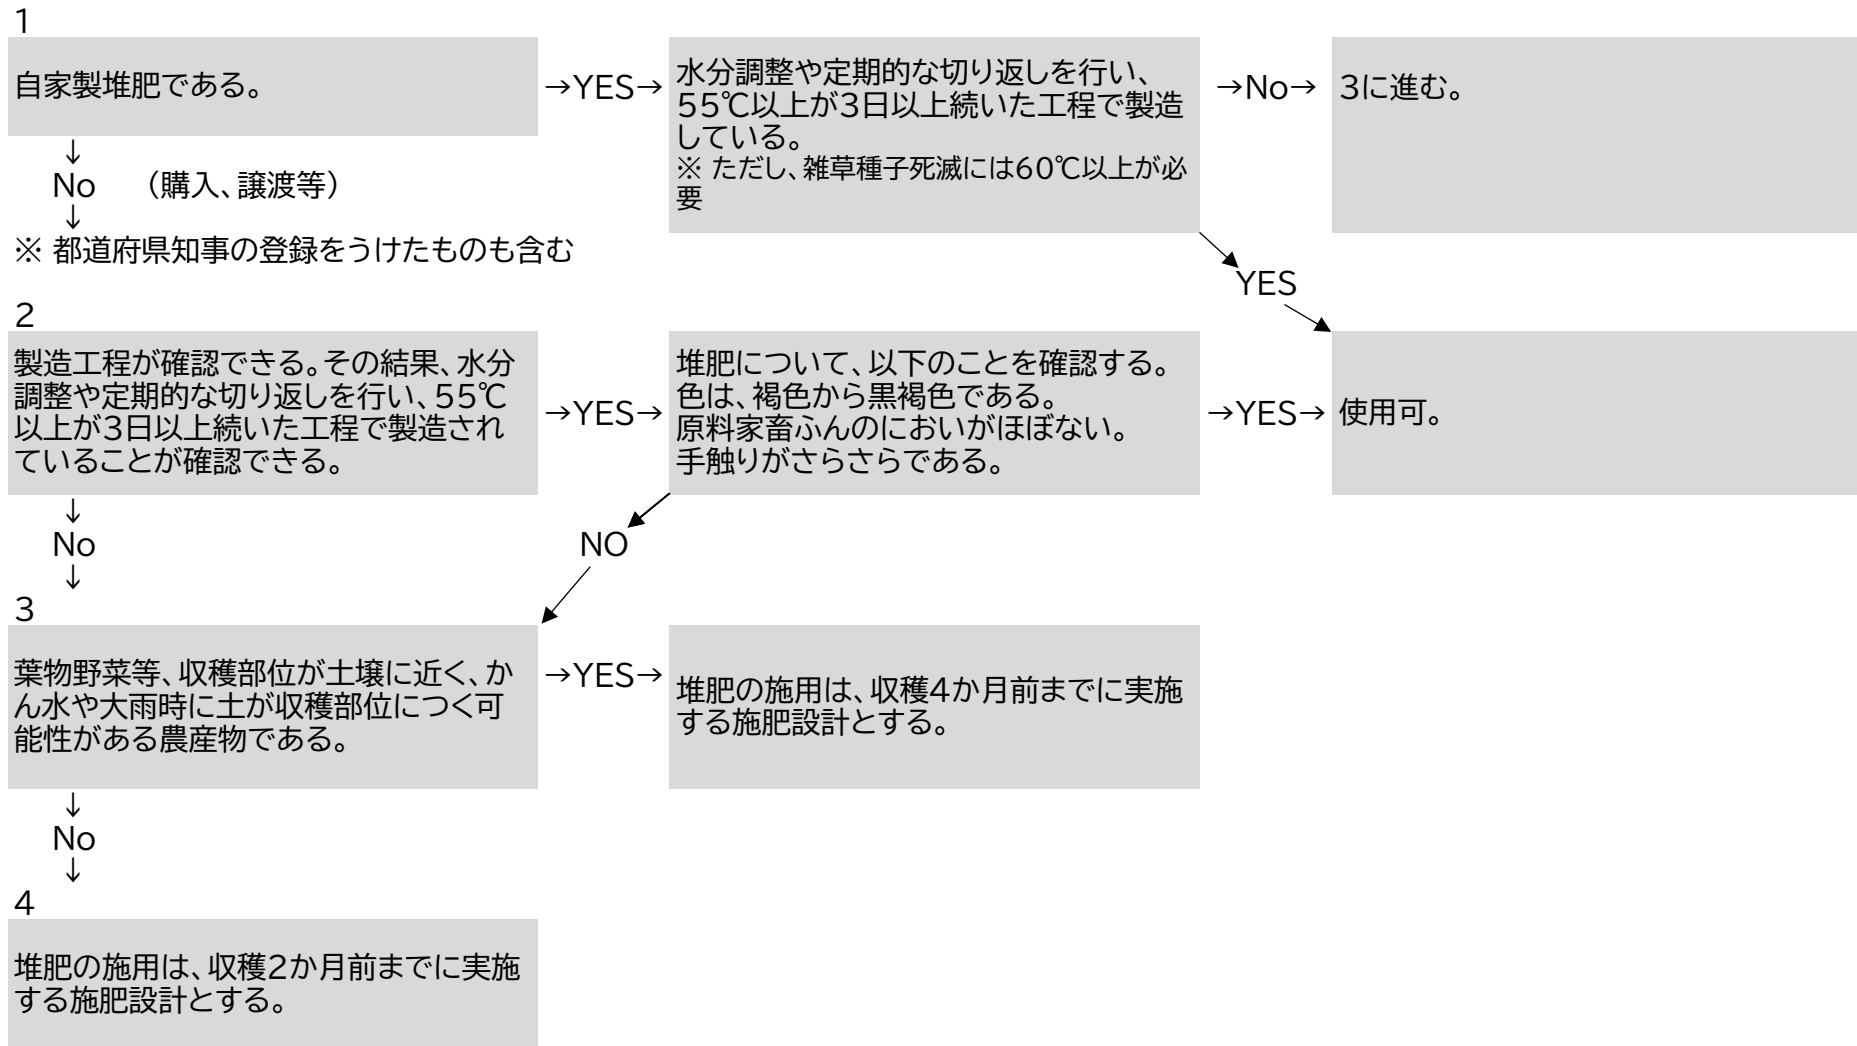 1
自家製堆肥である。
→YES→
水分調整や定期的な切り返しを行い、
55℃以上が3日以上続いた工程で製造
している。
※ ただし、雑草種子死滅には60℃以上が必
要
→No→
3に進む。
↓
No （購入、譲渡等）
↓
※ 都道府県知事の登録をうけたものも含む
YES
2
製造工程が確認できる。その結果、水分
調整や定期的な切り返しを行い、55℃
以上が3日以上続いた工程で製造され
ていることが確認できる。
→YES→
堆肥について、以下のことを確認する。
色は、褐色から黒褐色である。
原料家畜ふんのにおいがほぼない。
手触りがさらさらである。
→YES→
使用可。
↓
No
↓
NO
3
葉物野菜等、収穫部位が土壌に近く、か
ん水や大雨時に土が収穫部位につく可
能性がある農産物である。
→YES→
堆肥の施用は、収穫4か月前までに実施
する施肥設計とする。
↓
No
↓
4
堆肥の施用は、収穫2か月前までに実施
する施肥設計とする。